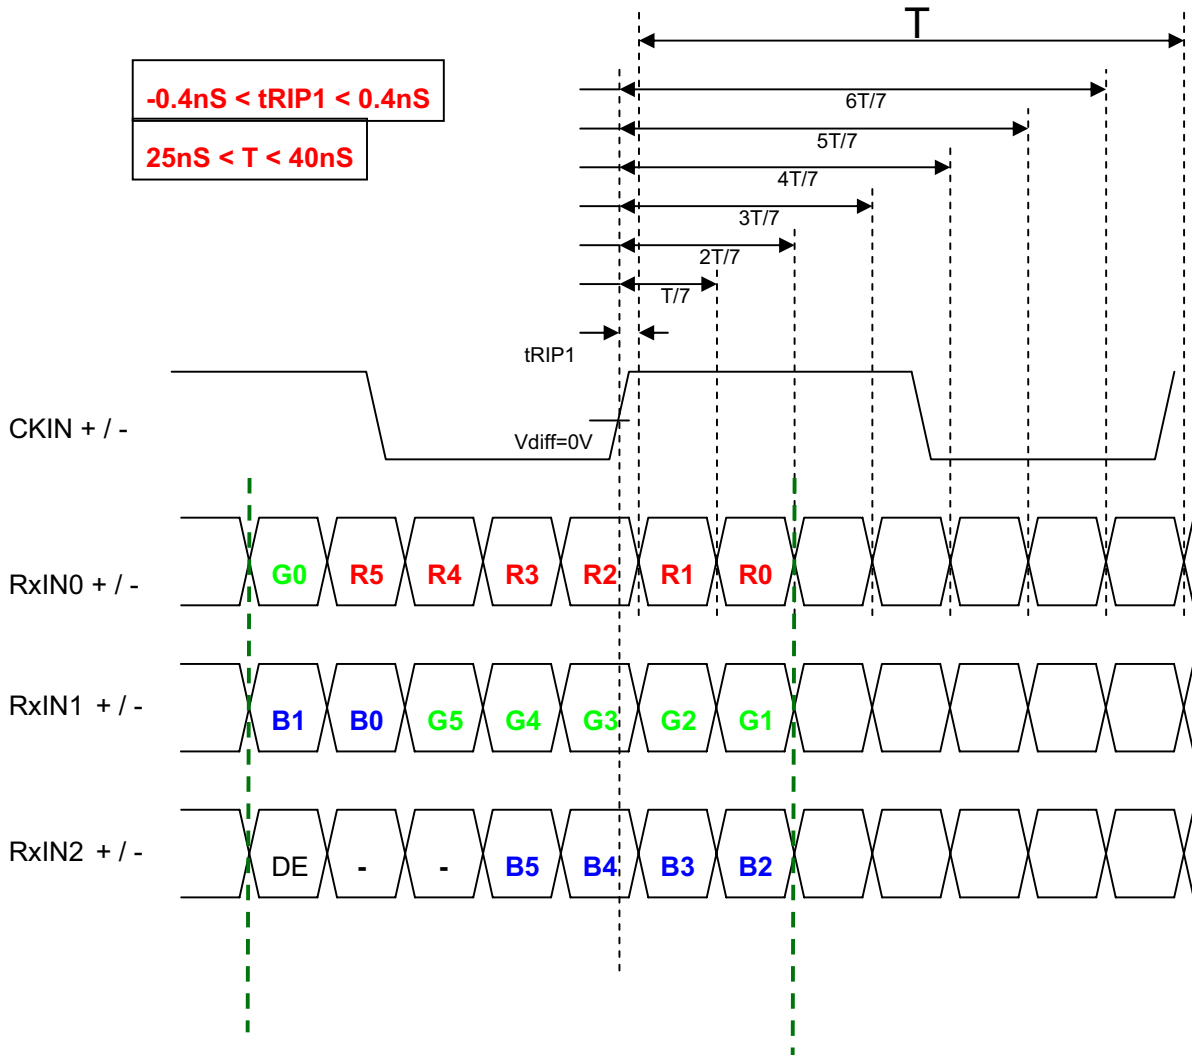 T
-0.4nS < tRIP1 < 0.4nS
25nS < T < 40nS
6T/7
5T/7
4T/7
3T/7
2T/7
T/7
tRIP1
CKIN + / -
Vdiff=0V
RxIN0 + / -
G0 R5 R4 R3 R2 R1 R0
RxIN1 + / -
B1 B0 G5 G4 G3 G2 G1
RxIN2 + / -
DE - - B5 B4 B3 B2